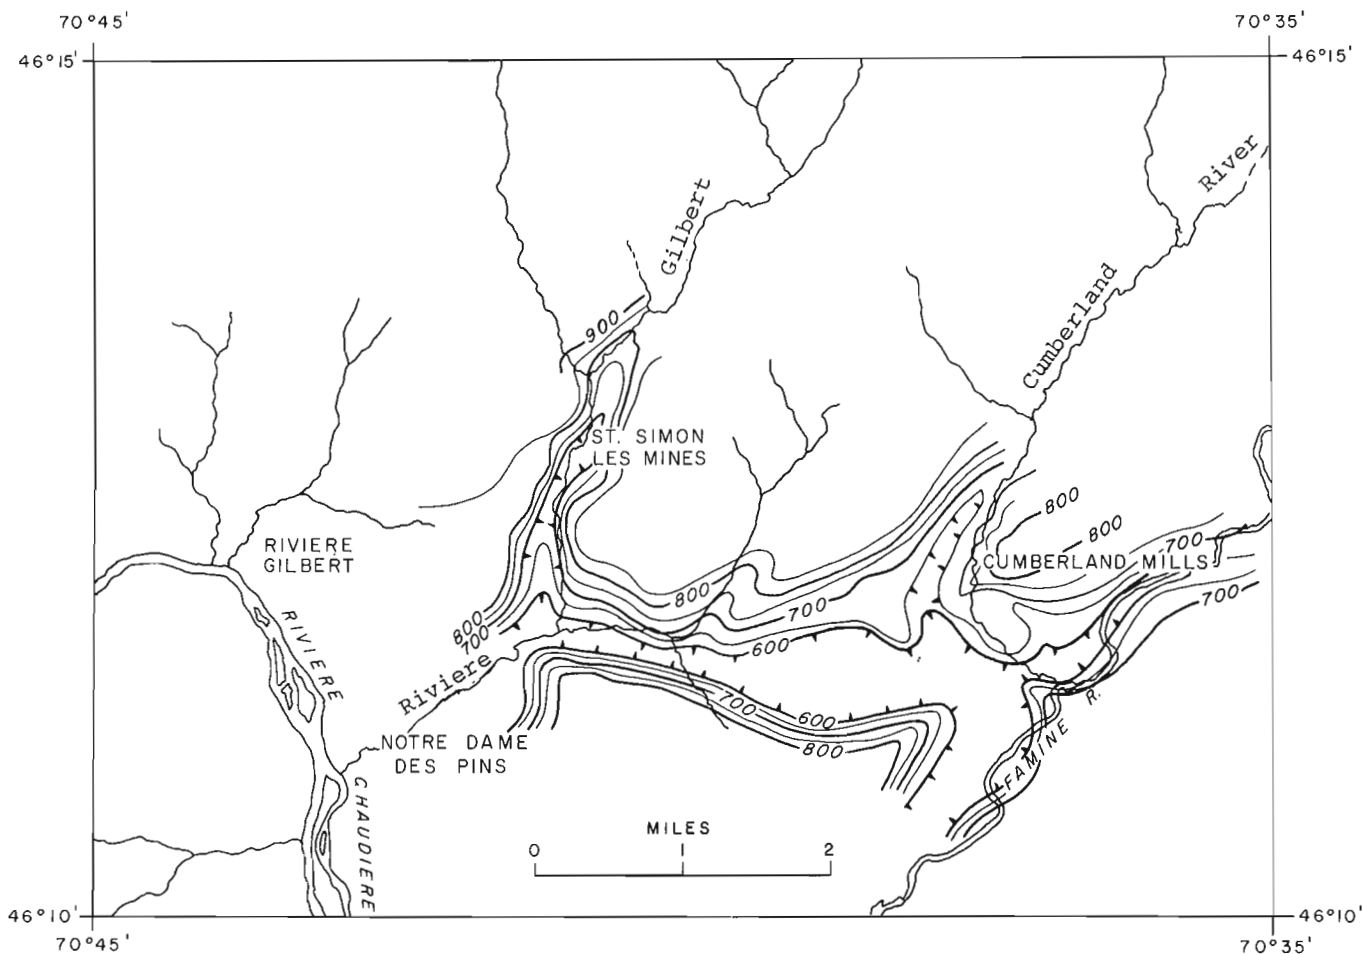 70°45'
70°35'
46°15'
46°15'
River
Gilbert
Cumberland
900
ST. SIMON
LES MINES
800
800
700
RIVIERE
GILBERT
CUMBERLAND MILLS
800
700
700
RIVIERE
800
700
600
Riviere
700
600
800
FAMINE R.
NOTRE DAME
DES PINS
CHAUDIERE
MILES
0 1 2
46°10'
46°10'
70°45'
70°35'